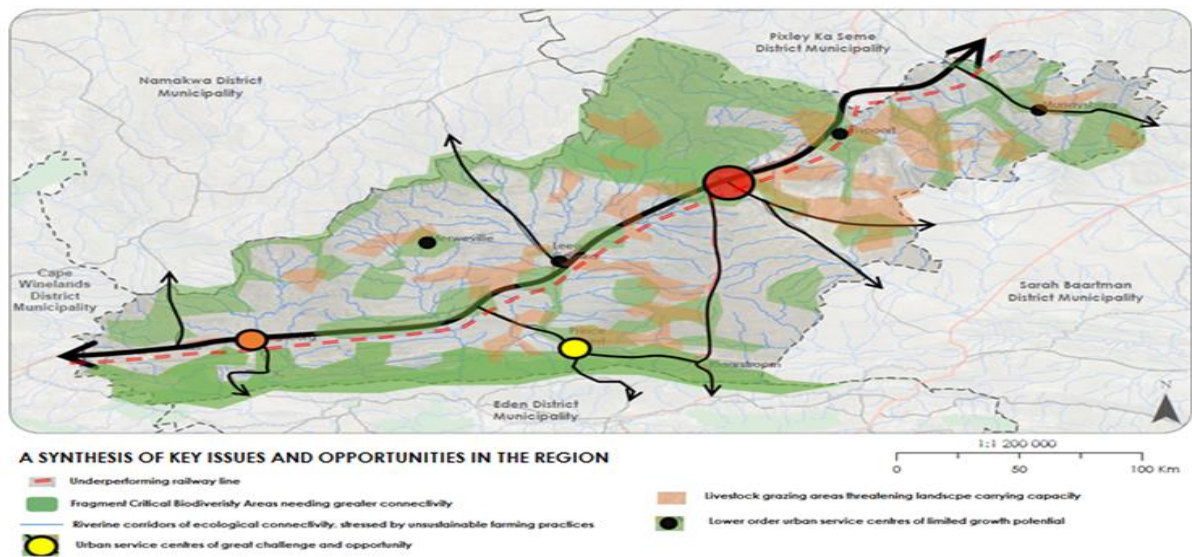 Pixley Ka Seme
District Municipality
Namakwa District
Municipality
Cape
Winelands
District
Municipality
Sarah Baartman
District Municipality
Prince
Eden District
Municipality
N
A SYNTHESIS OF KEY ISSUES AND OPPORTUNITIES IN THE REGION
1:1 200 000
0 50 100 Km
Underperforming railway line
Fragment Critical Biodiveristy Areas needing greater connectivity
Riverine corridors of ecological connectivity, stressed by unsustainable farming practices
Urban service centres of great challenge and opportunity
Livestock grazing areas threatening landscpe carrying capacity
Lower order urban service centres of limited growth potential